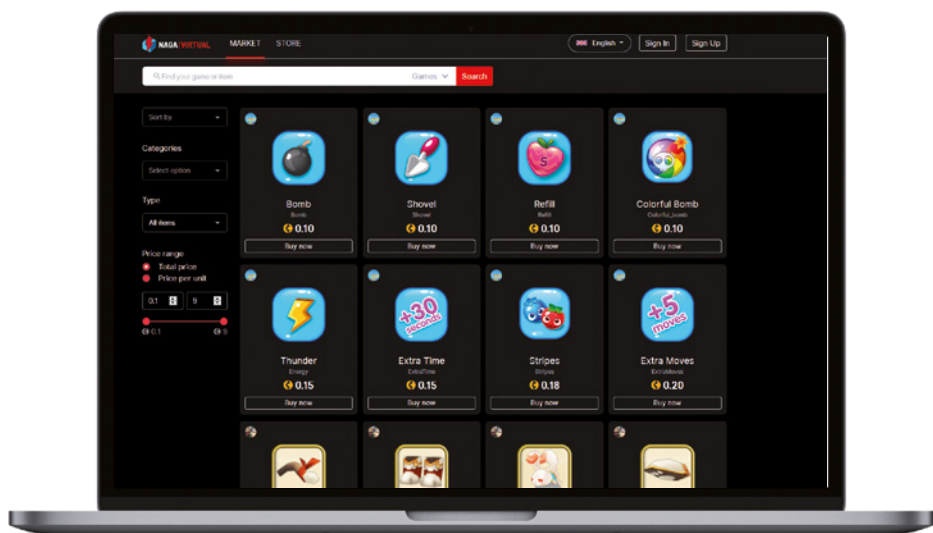 NAGA VIRTUAL
MARKET STORE
English
Sign In Sign Up
Find your game or item
Games
Search
Sort by
Categories
Select option
Type
All items
Price range
Total price
Price per unit
0.1 9
0.1 9
Bomb
Bomb
0.10
Buy now
Shovel
Shovel
0.10
Buy now
5
Refill
Refill
0.10
Buy now
Colorful Bomb
Colorful_bomb
0.10
Buy now
Thunder
Energy
0.15
Buy now
+30
seconds
Extra Time
ExtraTime
0.15
Buy now
Stripes
Stripes
0.18
Buy now
+5
moves
Extra Moves
ExtraMoves
0.20
Buy now